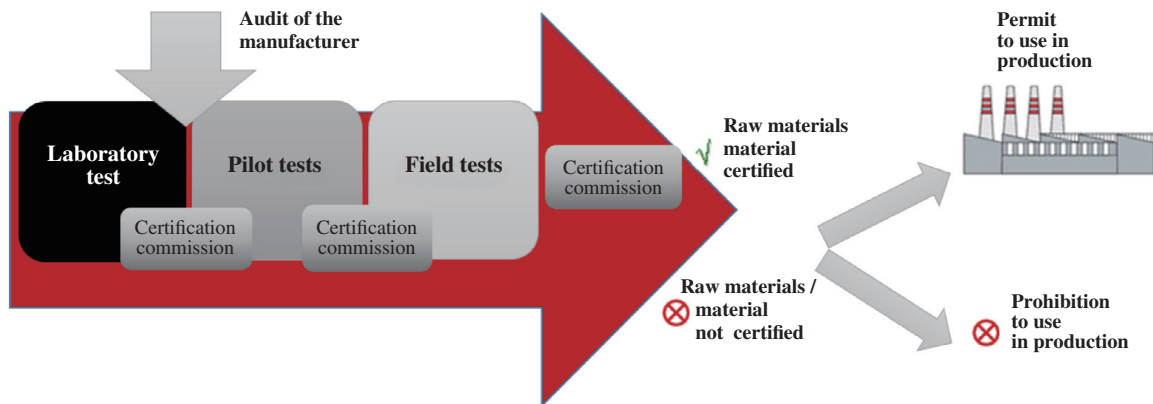 Audit of the
manufacturer
Permit
to use in
production
Laboratory
test
Pilot tests
Field tests
Certification
commission
Certification
commission
Certification
commission
Raw materials
material
certified
Raw materials /
material
not certified
Prohibition
to use
in production